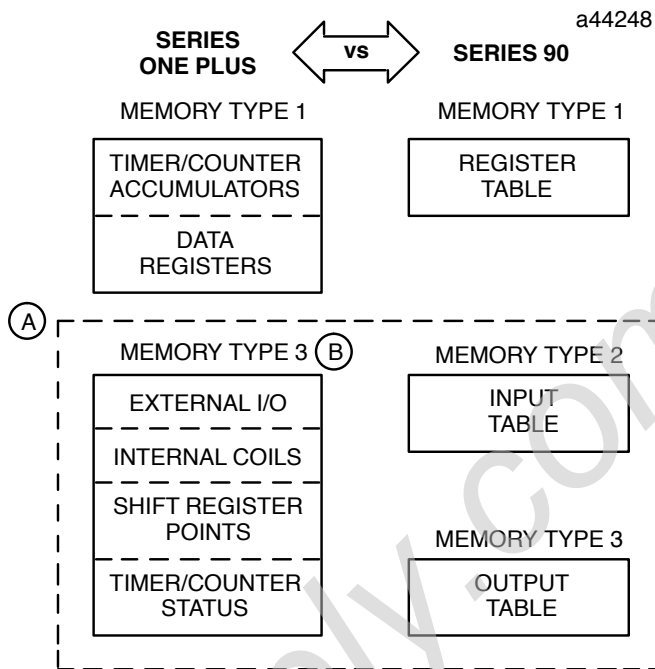 a44248
SERIES
ONE PLUS
vs
SERIES 90
MEMORY TYPE 1
TIMER/COUNTER
ACCUMULATORS
DATA
REGISTERS
MEMORY TYPE 1
REGISTER
TABLE
A
MEMORY TYPE 3
B
EXTERNAL I/O
INTERNAL COILS
SHIFT REGISTER
POINTS
TIMER/COUNTER
STATUS
MEMORY TYPE 2
INPUT
TABLE
MEMORY TYPE 3
OUTPUT
TABLE
ly.com